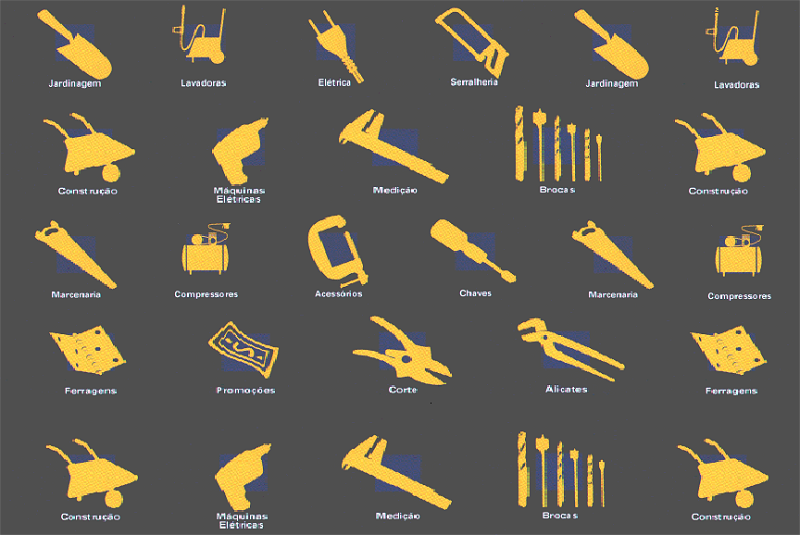 Jardinagem Lavadoras Elétrica Serralheria Jardinagem Lavadoras
Construção Máquinas Elétricas Medição Brocas Construção
Marcenaria Compressores Acessórios Chaves Marcenaria Compressores
Ferragens Promoções Corte Alicates Ferragens
Construção Máquinas Elétricas Medição Brocas Construção